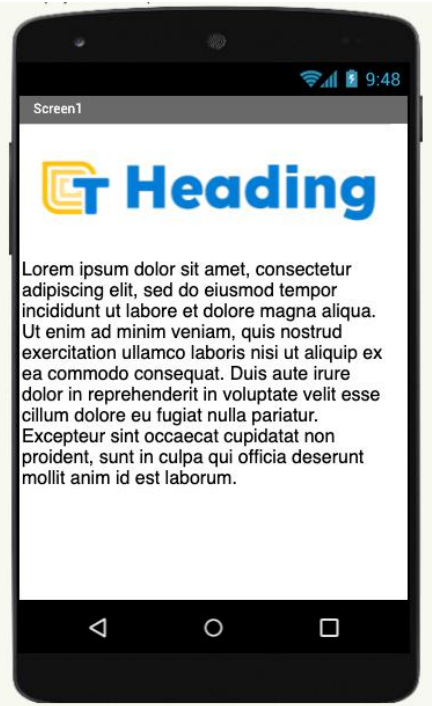 9:48
Screen1
CT Heading
Lorem ipsum dolor sit amet, consectetur
adipiscing elit, sed do eiusmod tempor
incididunt ut labore et dolore magna aliqua.
Ut enim ad minim veniam, quis nostrud
exercitation ullamco laboris nisi ut aliquip ex
ea commodo consequat. Duis aute irure
dolor in reprehenderit in voluptate velit esse
cillum dolore eu fugiat nulla pariatur.
Excepteur sint occaecat cupidatat non
proident, sunt in culpa qui officia deserunt
mollit anim id est laborum.